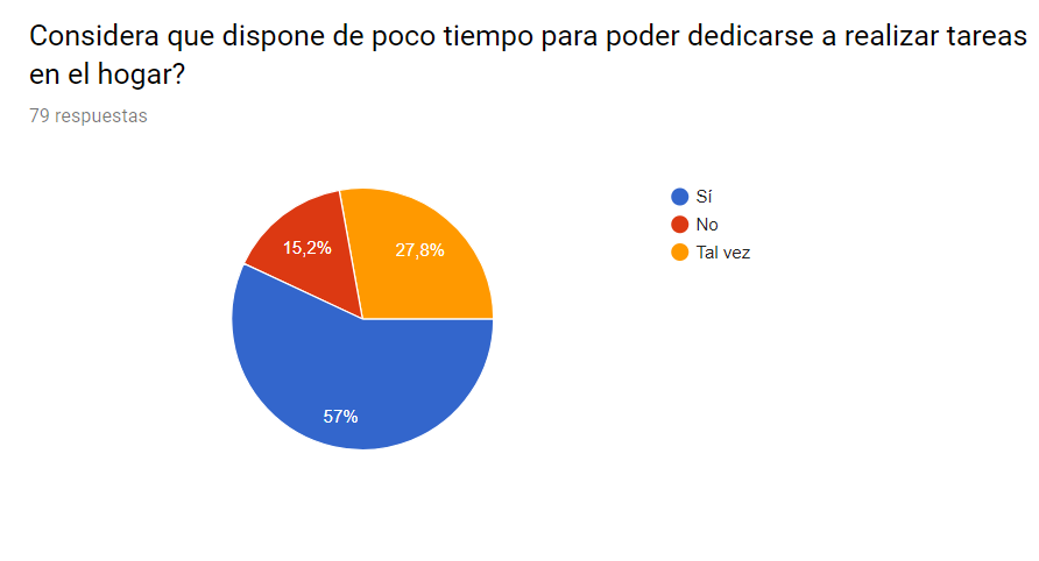 Considera que dispone de poco tiempo para poder dedicarse a realizar tareas
en el hogar?
79 respuestas
Sí
No
Tal vez
15,2%
27,8%
57%